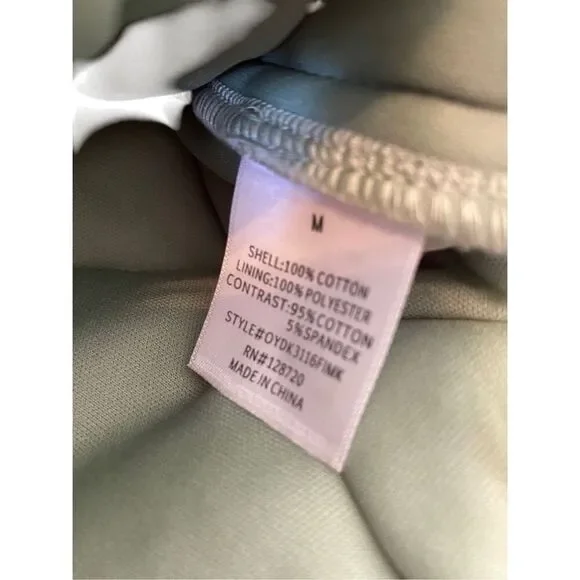 M
SHELL:100% COTTON
LINING:100% POLYESTER
CONTRAST:95% COTTON
5%SPANDEX
STYLE#OYDK3116FIMK
RN#128720
MADE IN CHINA